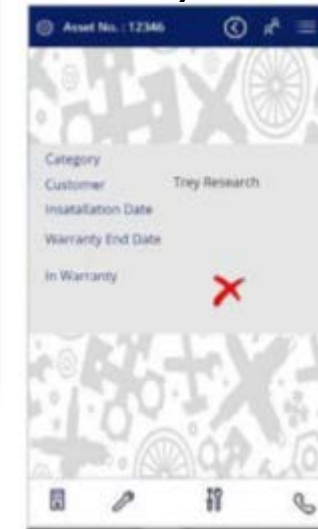 Asset No. : 12346
Category
Customer Trey Research
Insatallation Date
Warranty End Date
In Warranty